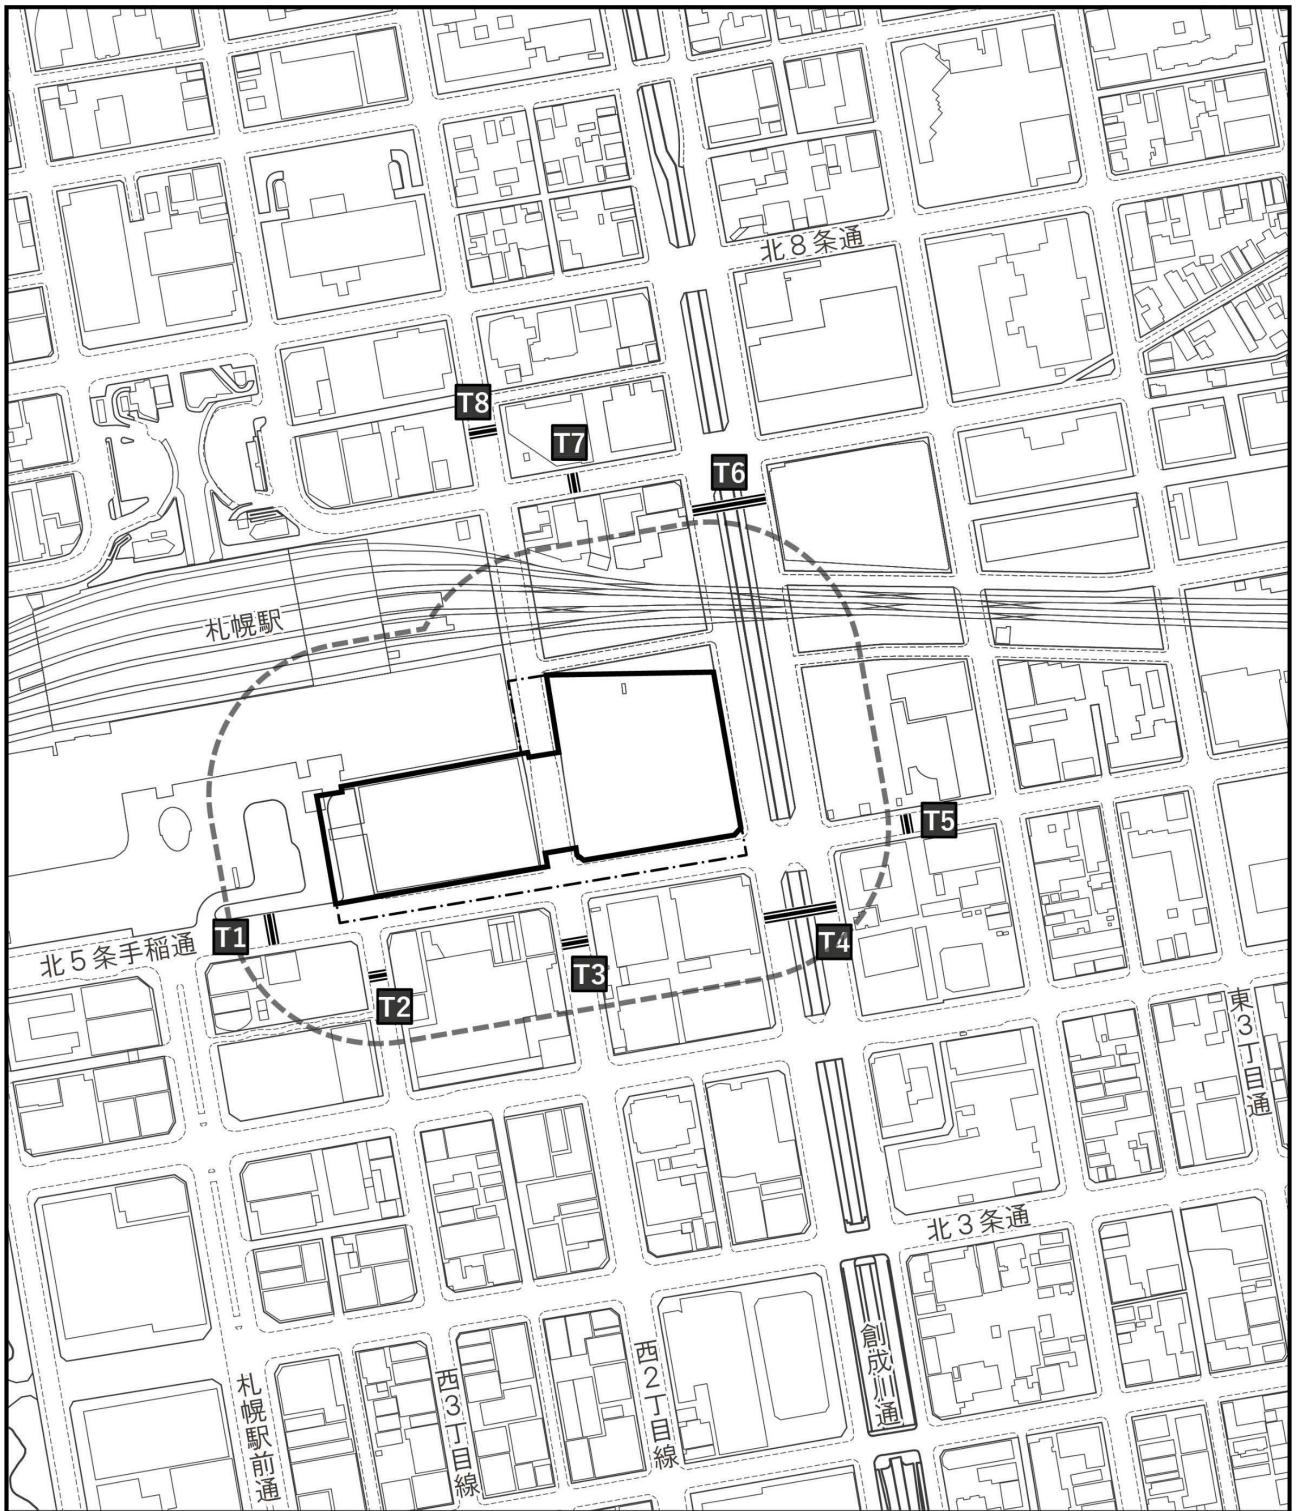 北8条通
T8
T7
T6
札幌駅
T5
T1
北5条手稲通
T4
T3
T2
東3丁目通
北3条通
創成川通
西2丁目線
西3丁目線
札幌駅前通